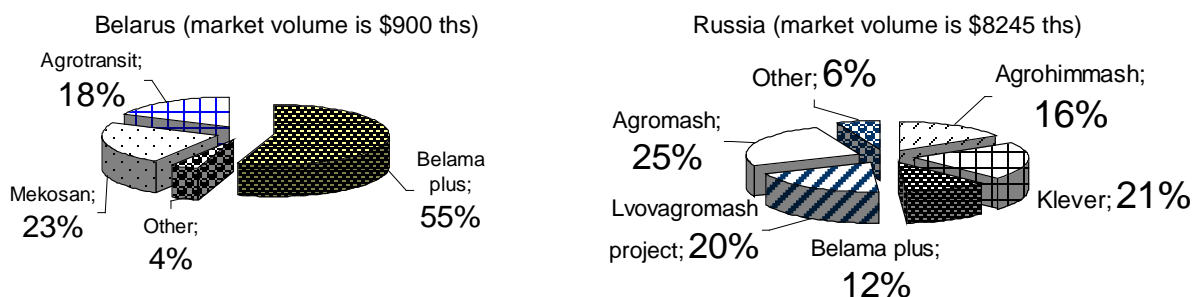 Belarus (market volume is $900 ths)
Agrotransit;
18%
Mekosan;
23%
Other;
4%
Belama
plus;
55%
Russia (market volume is $8245 ths)
Other; 6%
Agrohimmash;
16%
Agromash;
25%
Klever; 21%
Lvovagromash
project; 20%
Belama plus;
12%